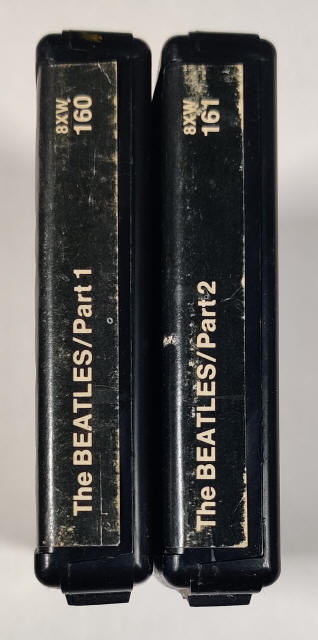 The BEATLES/Part 1
8XW
160
The BEATLES/Part 2
8XW
161